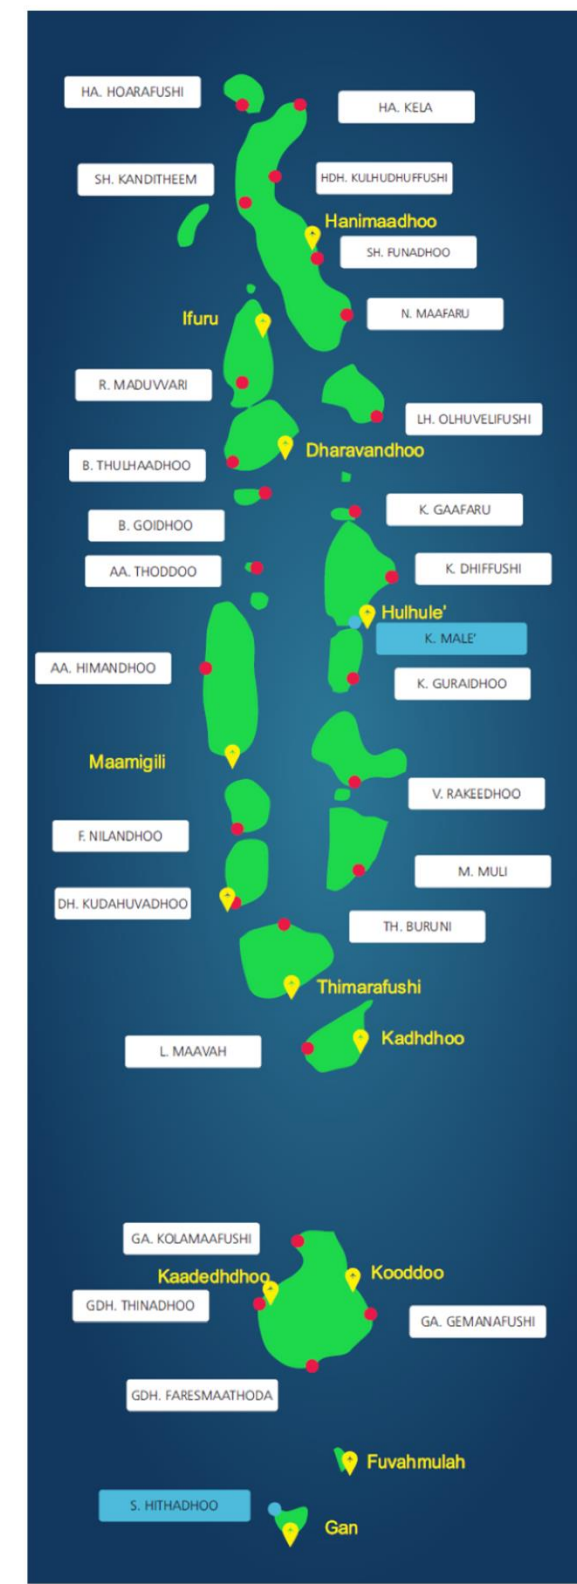 HA. HOARAFUSHI
HA. KELA
SH. KANDITHEEM
HDH. KULHUDHUFFUSHI
Hanimaadhoo
SH. FUNADHOO
Ifuru
N. MAAFARU
R. MADUVVARI
LH. OLHUVELIFUSHI
Dharavandhoo
B. THULHAADHOO
K. GAAFARU
B. GOIDHOO
AA. THODDOO
K. DHIFFUSHI
Hulhule'
K. MALE'
AA. HIMANDHOO
K. GURAIDHOO
Maamigili
V. RAKEEDHOO
F. NILANDHOO
M. MULI
DH. KUDAHUVADHOO
TH. BURUNI
Thimarafushi
Kadhdhoo
L. MAAVAH
GA. KOLAMAAFUSHI
Kaadedhdhoo
Kooddoo
GDH. THINADHOO
GA. GEMANAFUSHI
GDH. FARESMAATHODA
Fuvahmulah
S. HITHADHOO
Gan